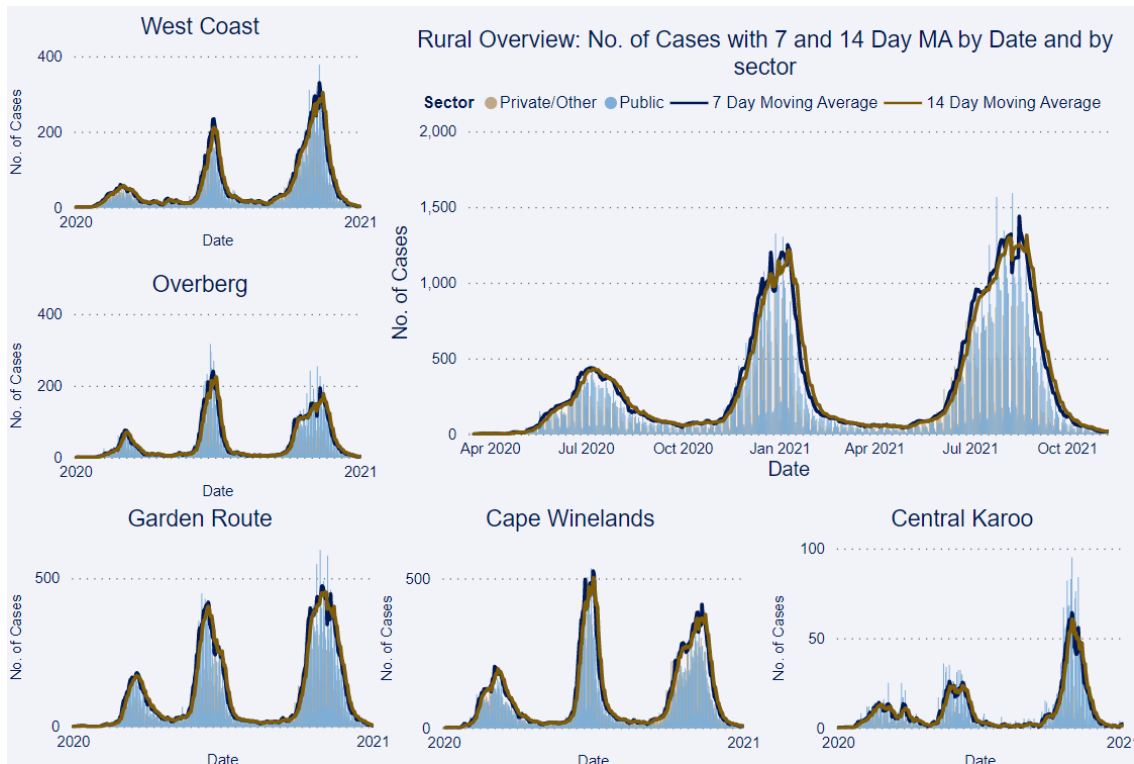 West Coast
400
200
0
No. of Cases
2020
2021
Date
Rural Overview: No. of Cases with 7 and 14 Day MA by Date and by
sector
Sector Private/Other Public 7 Day Moving Average 14 Day Moving Average
2,000
1,500
1,000
500
0
No. of Cases
Apr 2020 Jul 2020 Oct 2020 Jan 2021 Apr 2021 Jul 2021 Oct 2021
Date
Overberg
400
200
0
No. of Cases
2020
2021
Date
Garden Route
500
0
No. of Cases
2020
2021
Date
Cape Winelands
500
0
No. of Cases
2020
2021
Date
Central Karoo
100
50
0
No. of Cases
2020
2021
Date